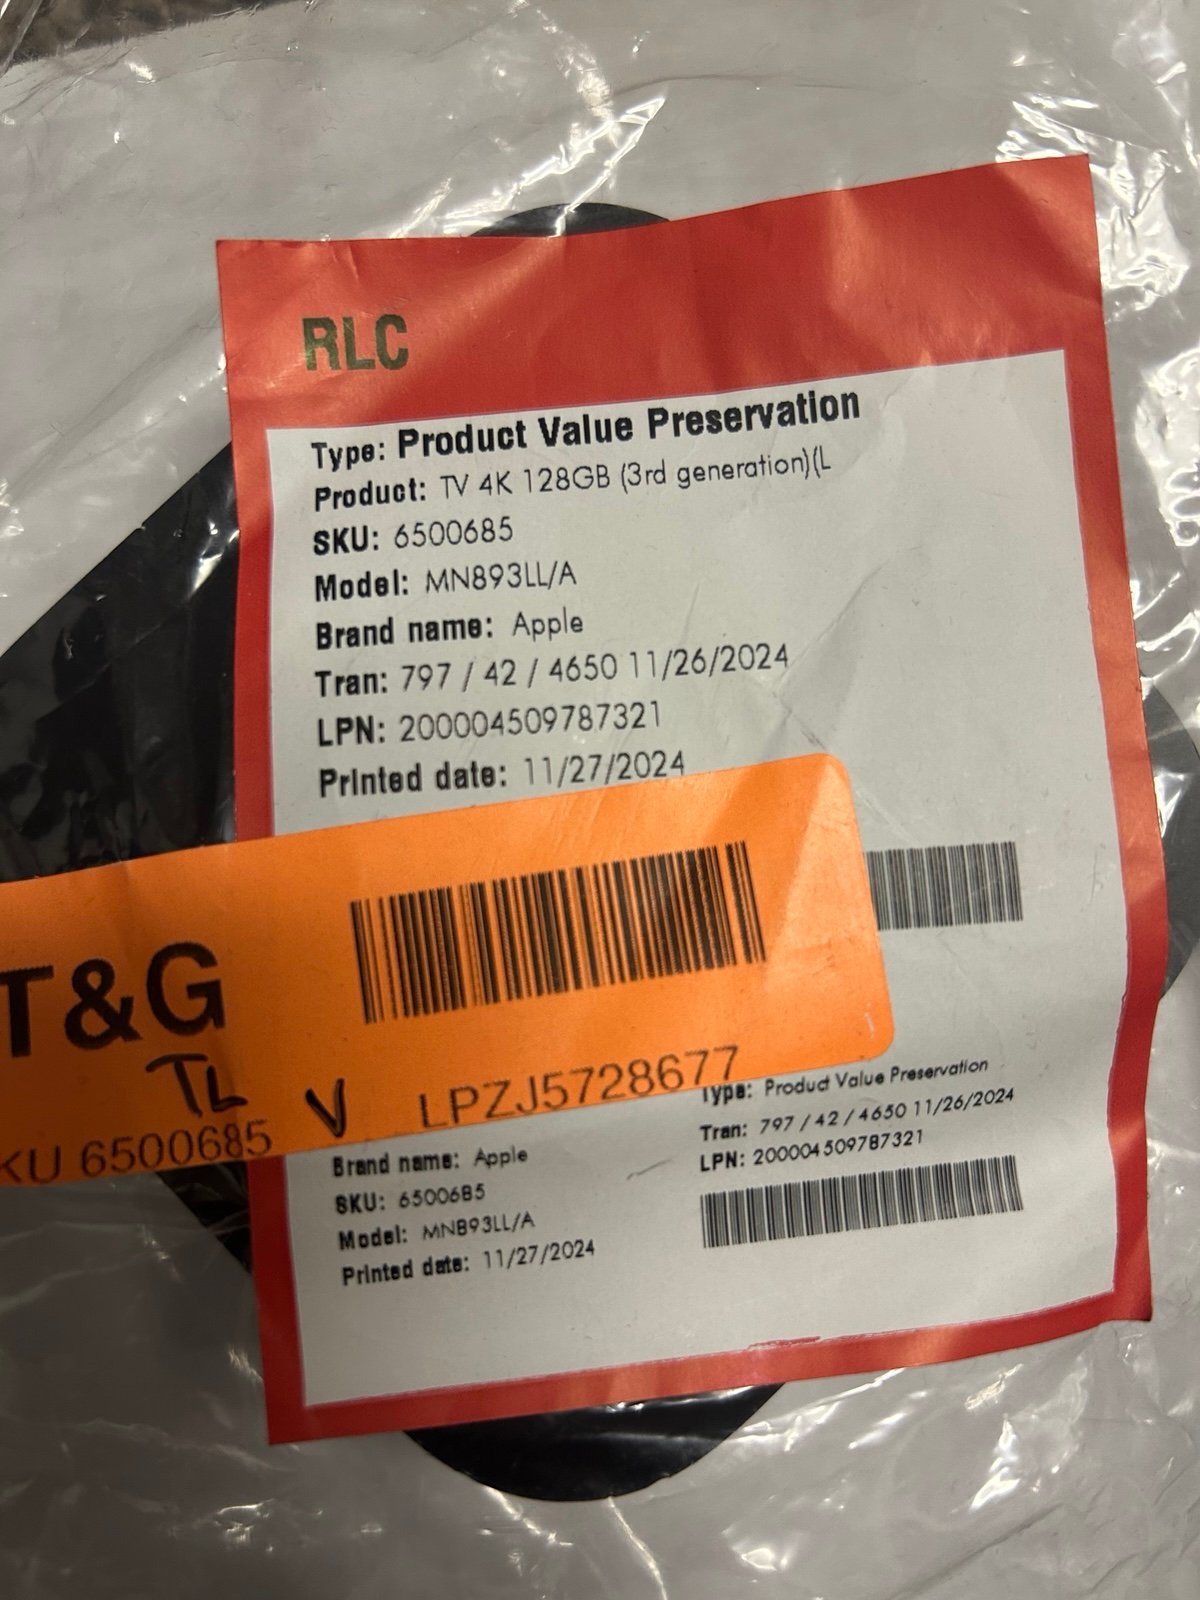 RLC
Type: Product Value Preservation
Product: TV 4K 128GB (3rd generation)(L
SKU: 6500685
Model: MN893LL/A
Brand name: Apple
Tran: 797 / 42 / 4650 11/26/2024
LPN: 200004509787321
Printed date: 11/27/2024
T&G
TL
KU 6500685
V
LPZJ5728677
Brand name: Apple
SKU: 6500685
Model: MN893LL/A
Printed date: 11/27/2024
Type: Product Value Preservation
Tran: 797 / 42 / 4650 11/26/2024
LPN: 200004509787321